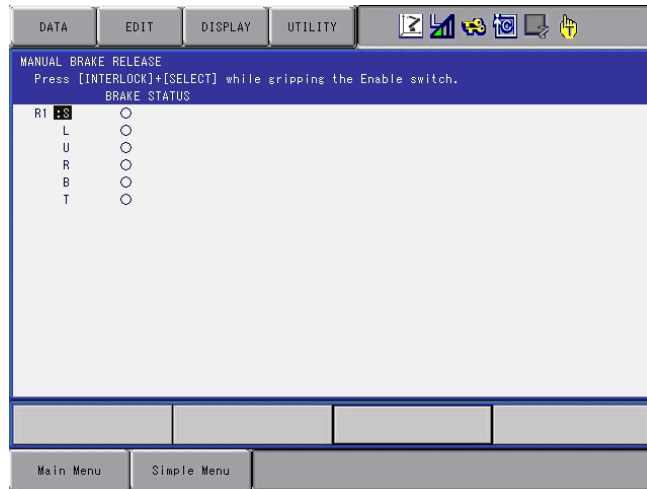 DATA EDIT DISPLAY UTILITY
MANUAL BRAKE RELEASE
Press [INTERLOCK]+[SELECT] while gripping the Enable switch.
BRAKE STATUS
R1 :S ○
L ○
U ○
R ○
B ○
T ○
Main Menu Simple Menu